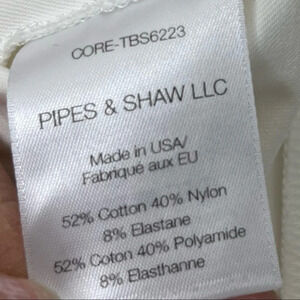 CORE-TBS6223
PIPES & SHAW LLC
Made in USA/
Fabriqué aux EU
52% Cotton 40% Nylon
8% Elastane
52% Coton 40% Polyamide
8% Elasthanne